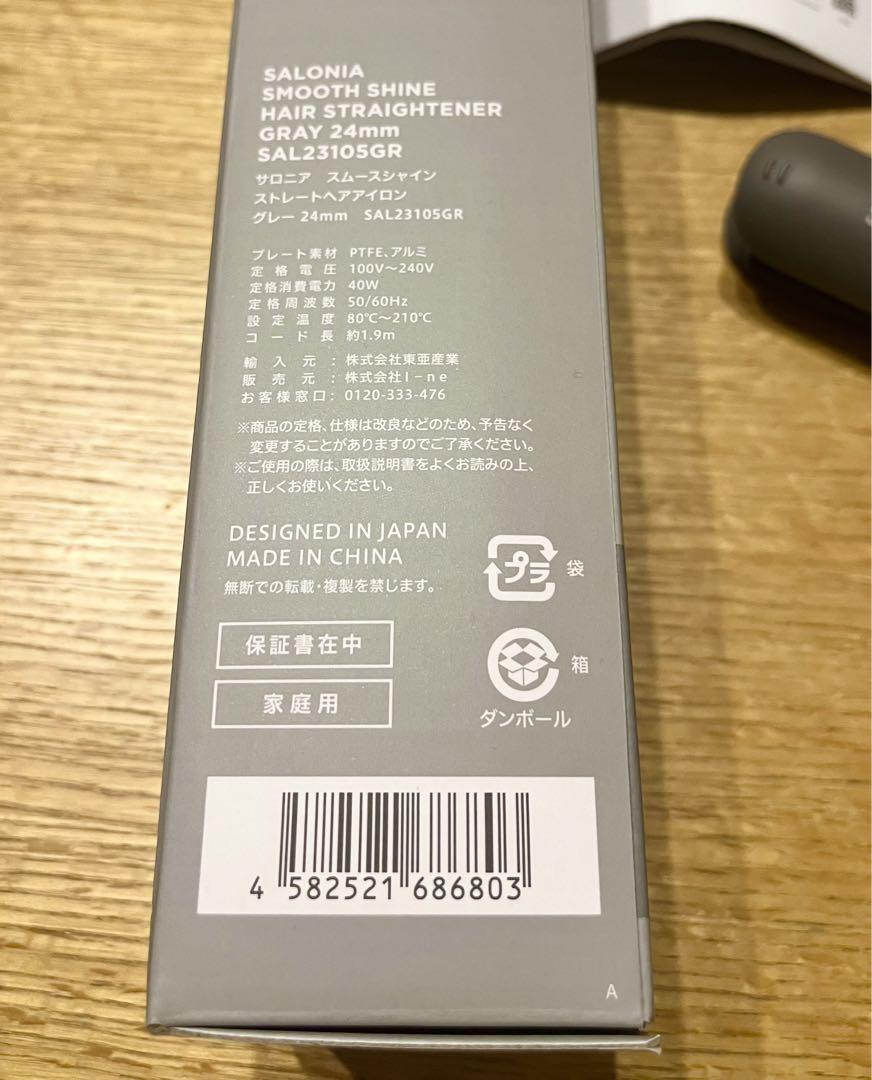 SALONIA
SMOOTH SHINE
HAIR STRAIGHTENER
GRAY 24mm
SAL23105GR
サロニア スムースシャイン
ストレートヘアアイロン
グレー 24mm SAL23105GR
プレート素材 PTFE、アルミ
定格電圧 100V～240V
定格消費電力 40W
定格周波数 50/60Hz
設定温度 80℃～210℃
コード長 約1.9m
輸入元：株式会社東亜産業
販売元：株式会社I-ne
お客様窓口：0120-333-476
※商品の定格、仕様は改良などのため、予告なく
変更することがありますのでご了承ください。
※ご使用の際は、取扱説明書をよくお読みの上、
正しくお使いください。
DESIGNED IN JAPAN
MADE IN CHINA
無断での転載・複製を禁じます。
プラ 袋
保証書在中
箱
家庭用
ダンボール
4 582521 686803
A